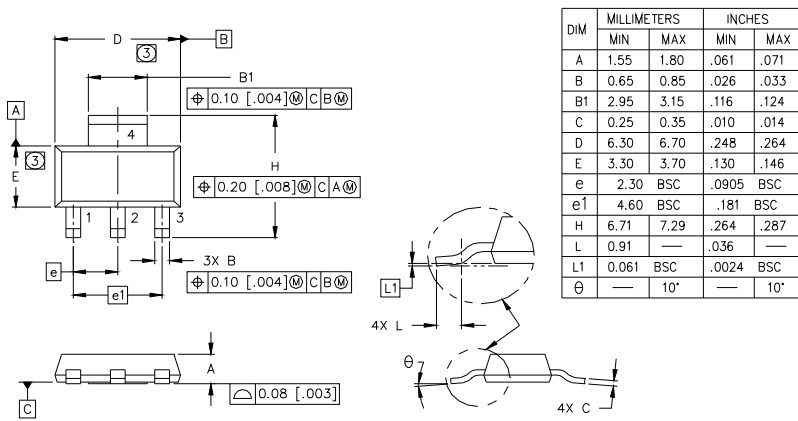 D
B
③
B1
⌖ 0.10 [.004]Ⓜ C BⓂ
A
4
③
E
H
⌖ 0.20 [.008]Ⓜ C AⓂ
1 2 3
3X B
e
⌖ 0.10 [.004]Ⓜ C BⓂ
e1
L1
4X L
A
θ
⌓ 0.08 [.003]
C
4X C
DIM MILLIMETERS INCHES
MIN MAX MIN MAX
A 1.55 1.80 .061 .071
B 0.65 0.85 .026 .033
B1 2.95 3.15 .116 .124
C 0.25 0.35 .010 .014
D 6.30 6.70 .248 .264
E 3.30 3.70 .130 .146
e 2.30 BSC .0905 BSC
e1 4.60 BSC .181 BSC
H 6.71 7.29 .264 .287
L 0.91 — .036 —
L1 0.061 BSC .0024 BSC
θ — 10° — 10°